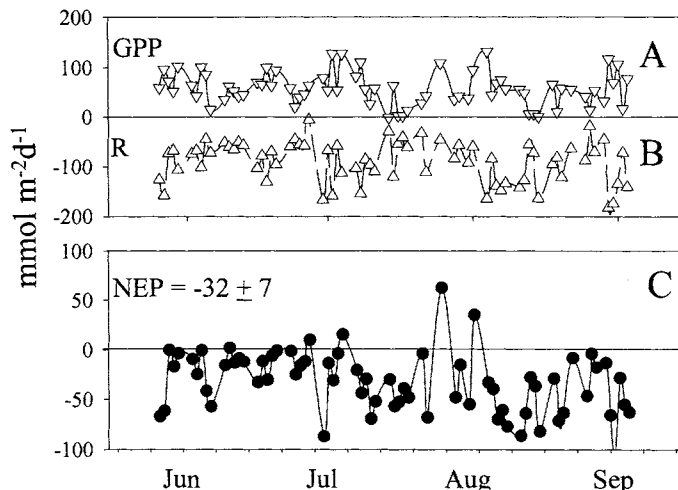 200
GPP
A
100
0
R
B
-100
-200
mmol m⁻²d⁻¹
100
NEP = -32 ± 7
C
50
0
-50
-100
Jun Jul Aug Sep